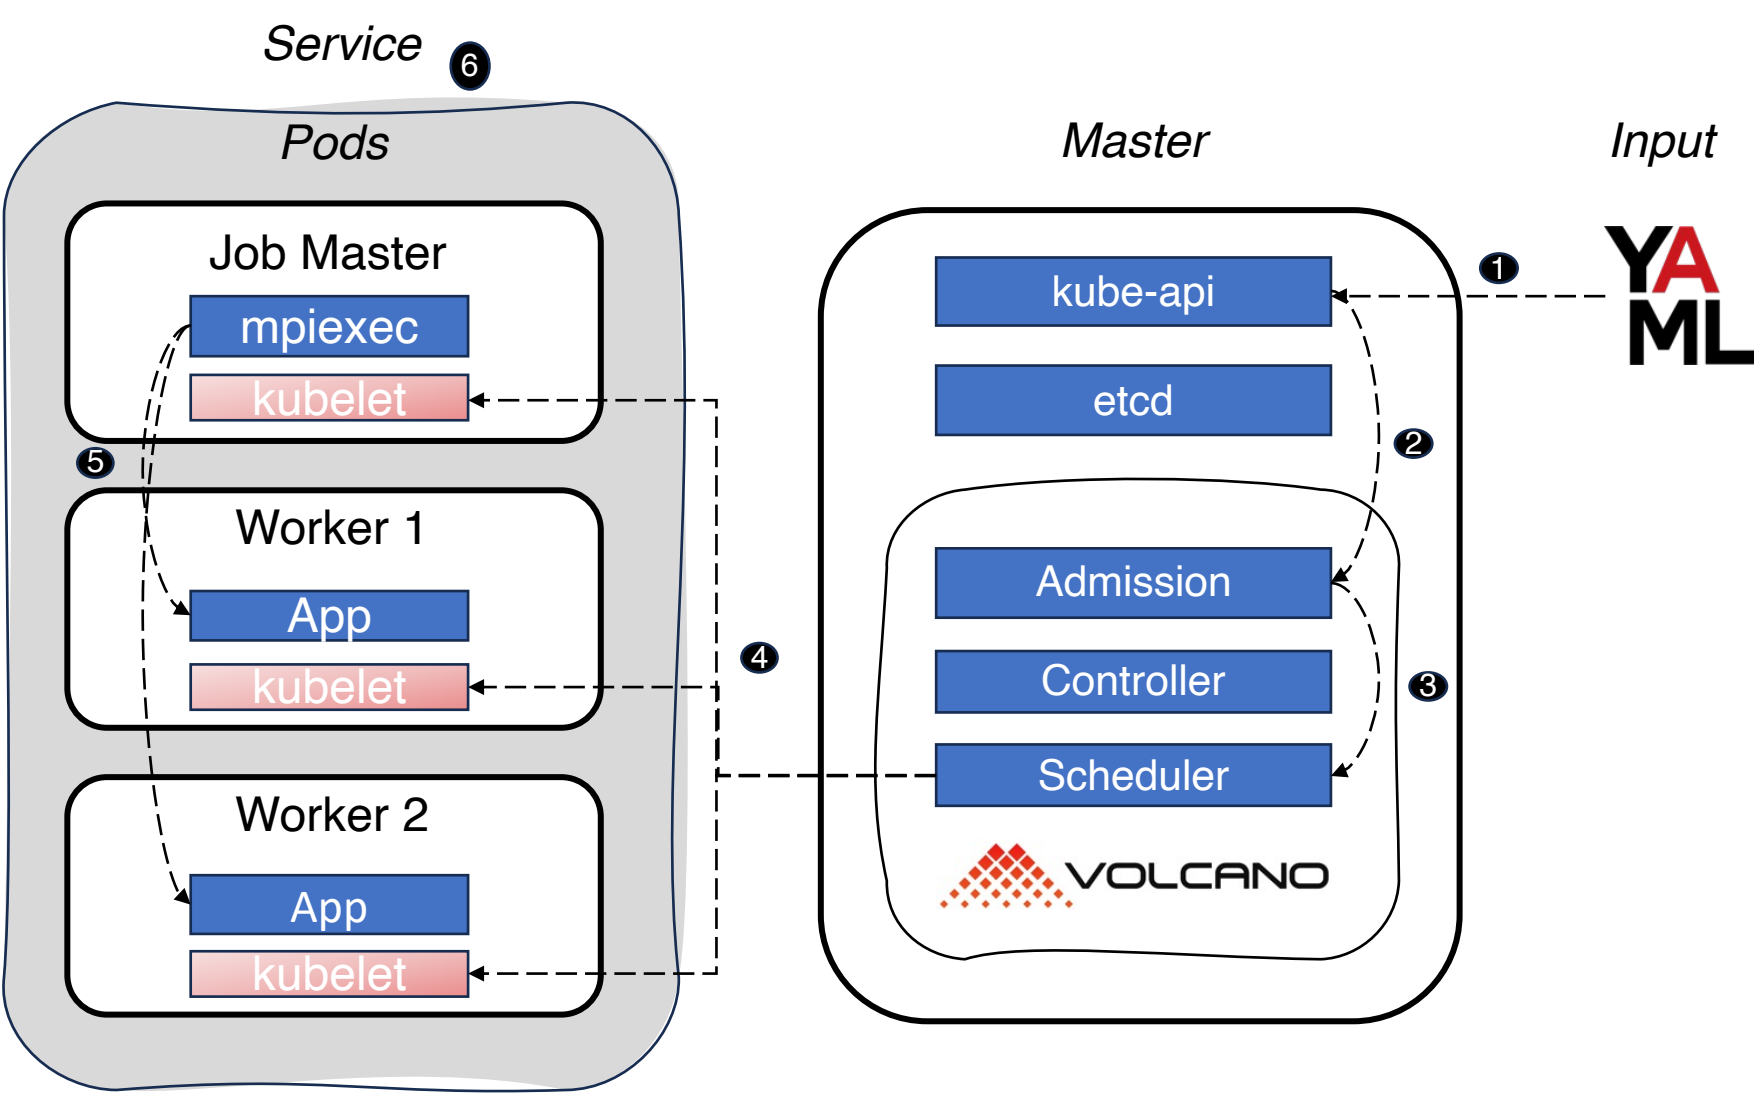 Service
6
Pods
Job Master
mpiexec
kubelet
5
Worker 1
App
kubelet
Worker 2
App
kubelet
4
Master
kube-api
etcd
2
Admission
Controller
3
Scheduler
VOLCANO
Input
1
YA
ML